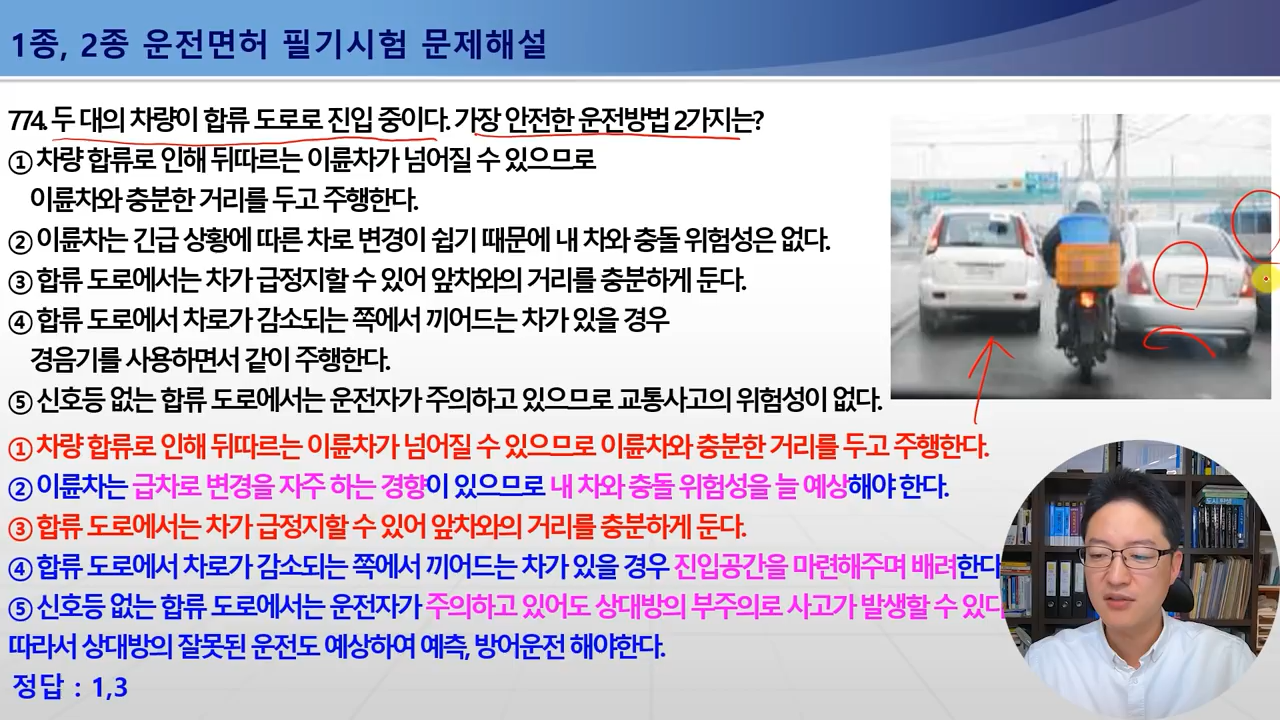 1종, 2종 운전면허 필기시험 문제해설
774. 두 대의 차량이 합류 도로로 진입 중이다. 가장 안전한 운전방법 2가지는?
① 차량 합류로 인해 뒤따르는 이륜차가 넘어질 수 있으므로
이륜차와 충분한 거리를 두고 주행한다.
② 이륜차는 긴급 상황에 따른 차로 변경이 쉽기 때문에 내 차와 충돌 위험성은 없다.
③ 합류 도로에서는 차가 급정지할 수 있어 앞차와의 거리를 충분하게 둔다.
④ 합류 도로에서 차로가 감소되는 쪽에서 끼어드는 차가 있을 경우
경음기를 사용하면서 같이 주행한다.
⑤ 신호등 없는 합류 도로에서는 운전자가 주의하고 있으므로 교통사고의 위험성이 없다.
① 차량 합류로 인해 뒤따르는 이륜차가 넘어질 수 있으므로 이륜차와 충분한 거리를 두고 주행한다.
② 이륜차는 급차로 변경을 자주 하는 경향이 있으므로 내 차와 충돌 위험성을 늘 예상해야 한다.
③ 합류 도로에서는 차가 급정지할 수 있어 앞차와의 거리를 충분하게 둔다.
④ 합류 도로에서 차로가 감소되는 쪽에서 끼어드는 차가 있을 경우 진입공간을 마련해주며 배려한다
⑤ 신호등 없는 합류 도로에서는 운전자가 주의하고 있어도 상대방의 부주의로 사고가 발생할 수 있다
따라서 상대방의 잘못된 운전도 예상하여 예측, 방어운전 해야한다.
정답 : 1,3